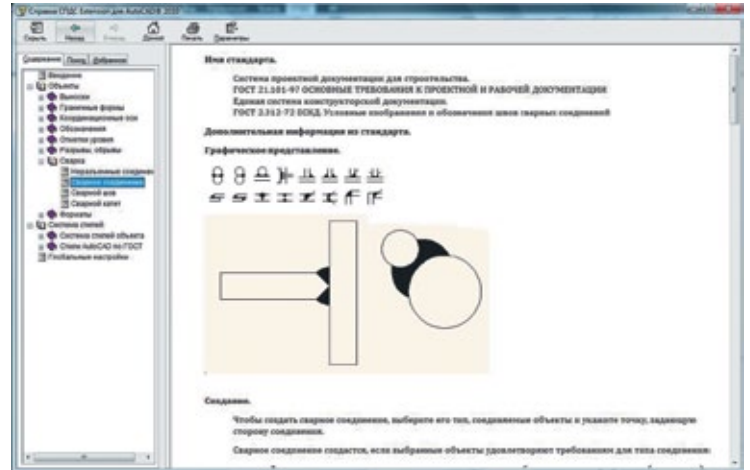 Справка СПДС Extension для AutoCAD® 2010
Скрыть Назад Вперед Домой Печать Параметры
Содержание Поиск Избранное
Введение
Объекты
Выноски
Граничные формы
Координационные оси
Обозначения
Отметки уровня
Разрывы, обрывы
Сварка
Неразъемные соединен
Сварное соединение
Сварной шов
Сварной катет
Форматы
Система стилей
Система стилей объекта
Стили AutoCAD по ГОСТ
Глобальные настройки
Имя стандарта.
Система проектной документации для строительства.
ГОСТ 21.101-97 ОСНОВНЫЕ ТРЕБОВАНИЯ К ПРОЕКТНОЙ И РАБОЧЕЙ ДОКУМЕНТАЦИИ
Единая система конструкторской документации.
ГОСТ 2.312-72 ЕСКД. Условные изображения и обозначения швов сварных соединений
Дополнительная информация из стандарта.
Графическое представление.
Создание.
Чтобы создать сварное соединение, выберите его тип, соединяемые объекты и укажите точку, задающую
сторону соединения.
Сварное соединение создастся, если выбранные объекты удовлетворяют требованиям для типа соединения: